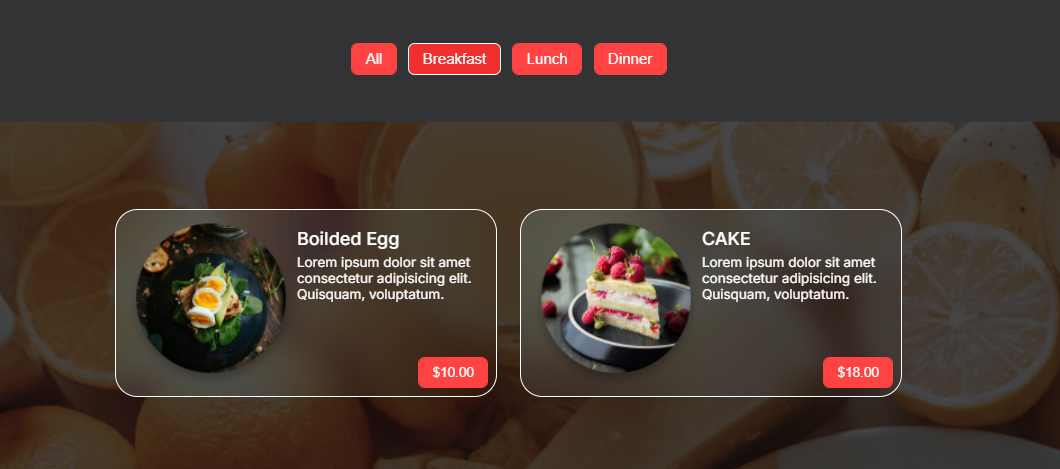 All Breakfast Lunch Dinner
Boilded Egg
Lorem ipsum dolor sit amet
consectetur adipisicing elit.
Quisquam, voluptatum.
$10.00
CAKE
Lorem ipsum dolor sit amet
consectetur adipisicing elit.
Quisquam, voluptatum.
$18.00